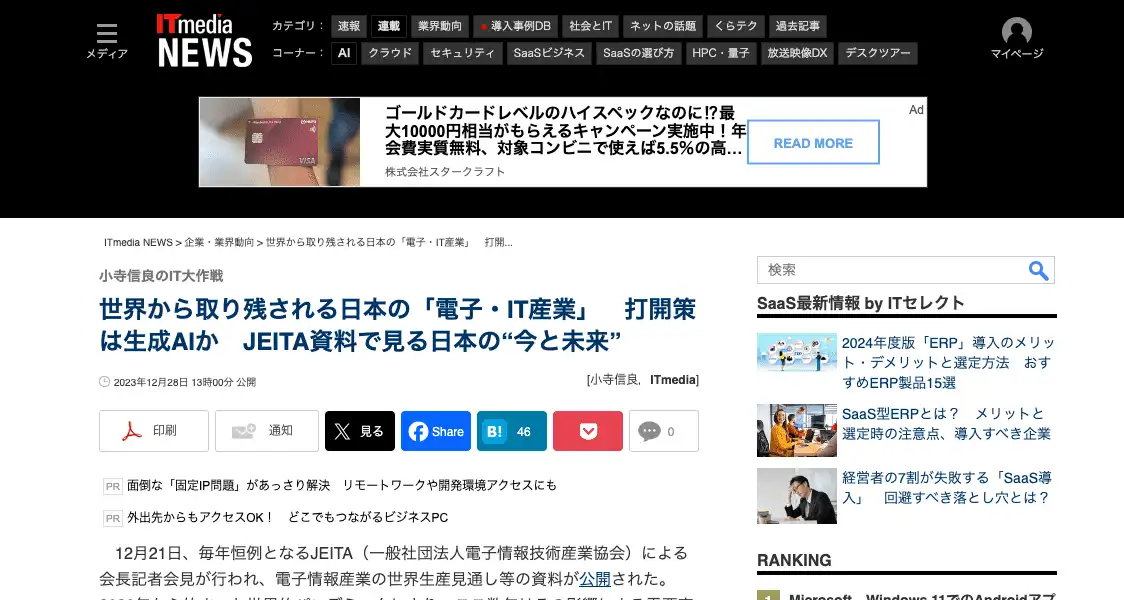 メディア
ITmedia
NEWS
カテゴリ： 速報 連載 業界動向 導入事例DB 社会とIT ネットの話題 くらテク 過去記事
コーナー： AI クラウド セキュリティ SaaSビジネス SaaSの選び方 HPC・量子 放送映像DX デスクツアー
マイページ
ゴールドカードレベルのハイスペックなのに!?最
大10000円相当がもらえるキャンペーン実施中！年
会費実質無料、対象コンビニで使えば5.5%の高…
株式会社スタークラフト
READ MORE
Ad
VISA
ITmedia NEWS > 企業・業界動向 > 世界から取り残される日本の「電子・IT産業」　打開...
小寺信良のIT大作戦
世界から取り残される日本の「電子・IT産業」　打開策
は生成AIか　JEITA資料で見る日本の“今と未来”
2023年12月28日 13時00分 公開
[小寺信良，ITmedia]
印刷 通知 見る Share B! 46 0
PR 面倒な「固定IP問題」があっさり解決　リモートワークや開発環境アクセスにも
PR 外出先からもアクセスOK！　どこでもつながるビジネスPC
12月21日、毎年恒例となるJEITA（一般社団法人電子情報技術産業協会）による
会長記者会見が行われ、電子情報産業の世界生産見通し等の資料が公開された。
検索
SaaS最新情報 by ITセレクト
2024年度版「ERP」導入のメリッ
ト・デメリットと選定方法　おす
すめERP製品15選
SaaS型ERPとは？　メリットと
選定時の注意点、導入すべき企業
経営者の7割が失敗する「SaaS導
入」　回避すべき落とし穴とは？
RANKING
1 Microsoft、Windows 11でのAndroidアプ